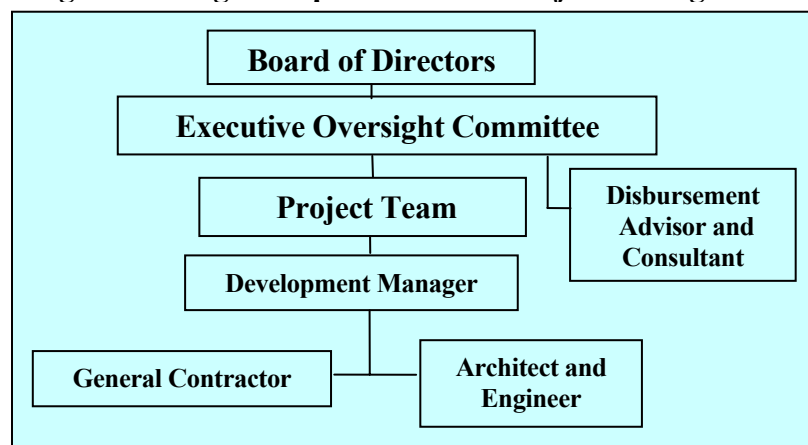 Board of Directors
Executive Oversight Committee
Project Team
Disbursement
Advisor and
Consultant
Development Manager
General Contractor
Architect and
Engineer